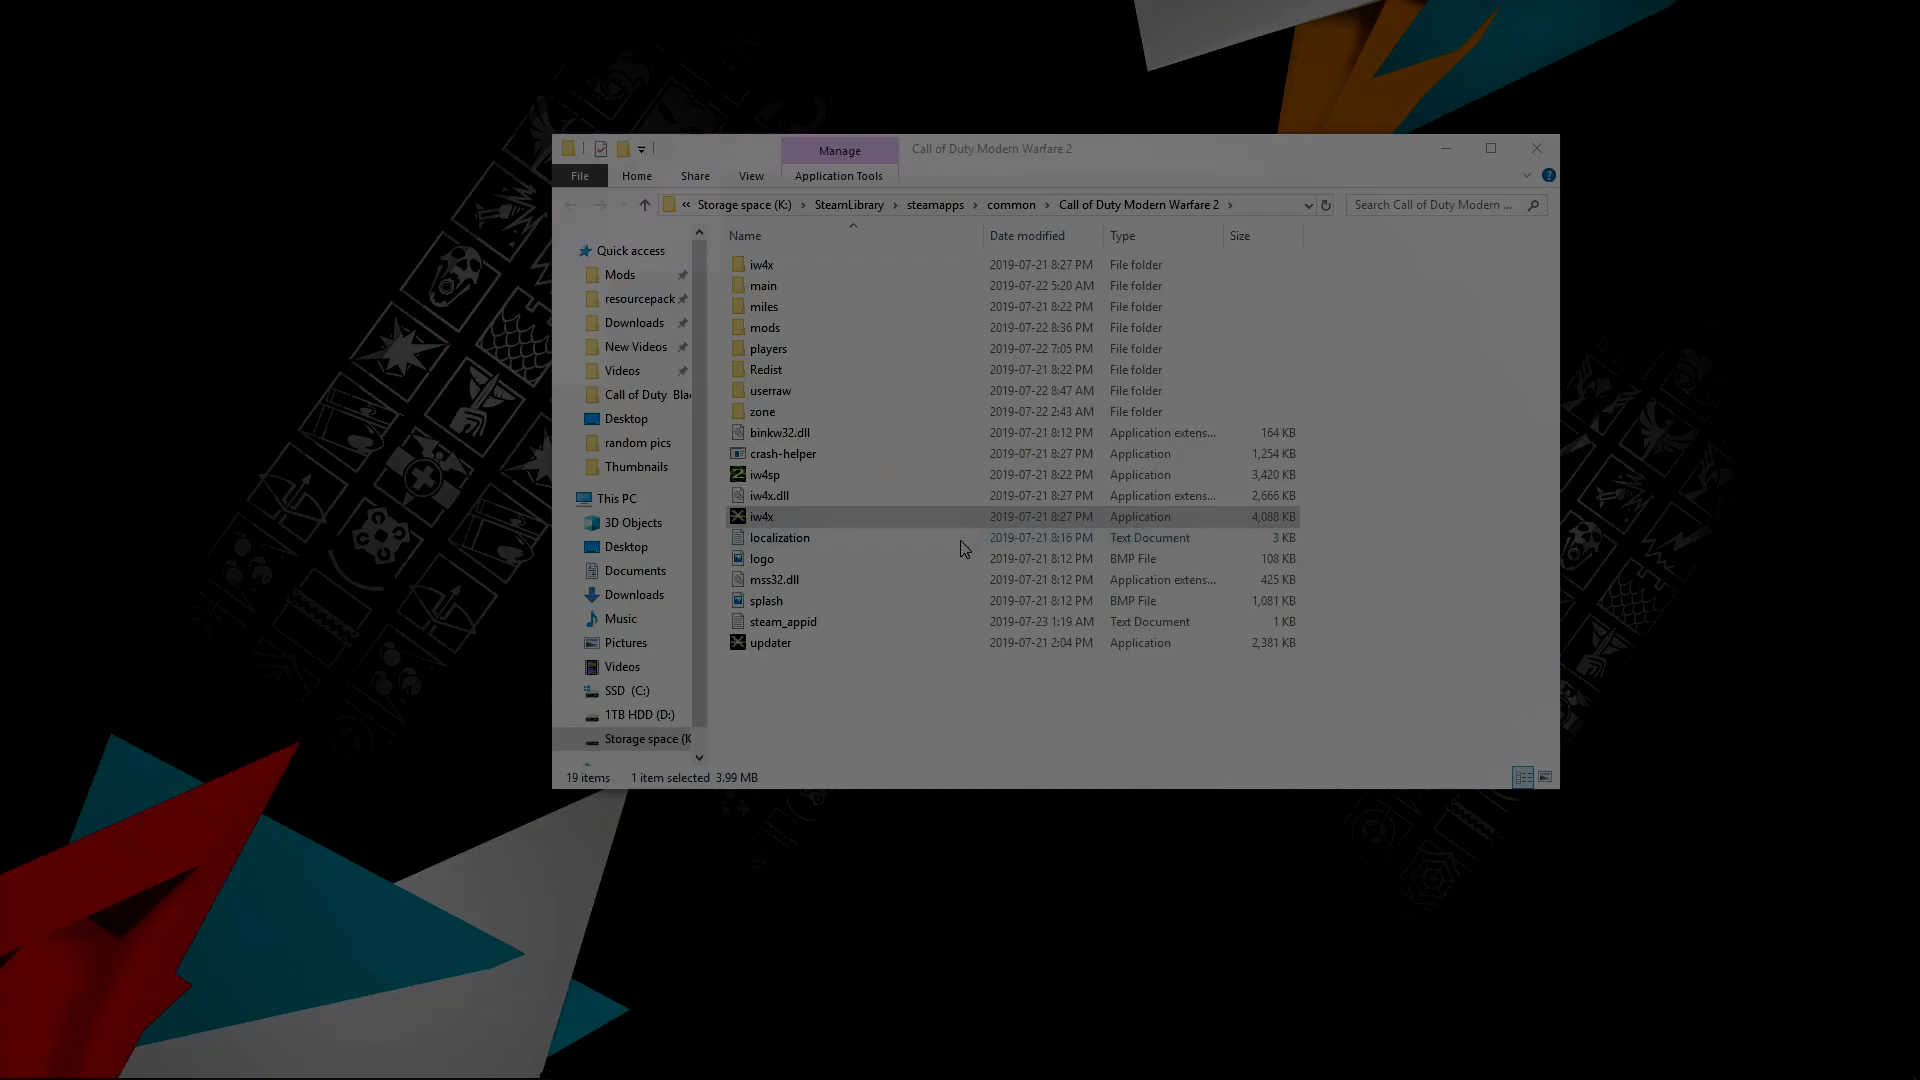 Manage
Call of Duty Modern Warfare 2
File
Home
Share
View
Application Tools
« Storage space (K:) › SteamLibrary › steamapps › common › Call of Duty Modern Warfare 2 ›
Search Call of Duty Modern ...
Name
Date modified
Type
Size
Quick access
Mods
resourcepack
Downloads
New Videos
Videos
Call of Duty Bla
Desktop
random pics
Thumbnails
This PC
3D Objects
Desktop
Documents
Downloads
Music
Pictures
Videos
SSD (C:)
1TB HDD (D:)
Storage space (K
iw4x 2019-07-21 8:27 PM File folder
main 2019-07-22 5:20 AM File folder
miles 2019-07-21 8:22 PM File folder
mods 2019-07-22 8:36 PM File folder
players 2019-07-22 7:05 PM File folder
Redist 2019-07-21 8:22 PM File folder
userraw 2019-07-22 8:47 AM File folder
zone 2019-07-22 2:43 AM File folder
binkw32.dll 2019-07-21 8:12 PM Application extens... 164 KB
crash-helper 2019-07-21 8:27 PM Application 1,254 KB
iw4sp 2019-07-21 8:22 PM Application 3,420 KB
iw4x.dll 2019-07-21 8:27 PM Application extens... 2,666 KB
iw4x 2019-07-21 8:27 PM Application 4,088 KB
localization 2019-07-21 8:16 PM Text Document 3 KB
logo 2019-07-21 8:12 PM BMP File 108 KB
mss32.dll 2019-07-21 8:12 PM Application extens... 425 KB
splash 2019-07-21 8:12 PM BMP File 1,081 KB
steam_appid 2019-07-23 1:19 AM Text Document 1 KB
updater 2019-07-21 2:04 PM Application 2,381 KB
19 items 1 item selected 3.99 MB